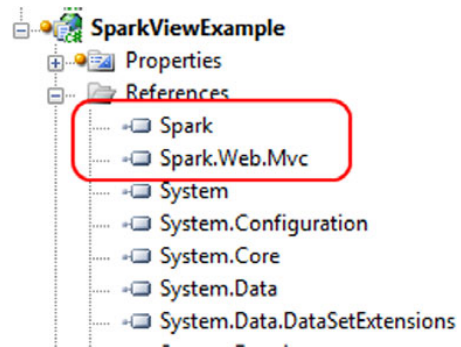 SparkViewExample
Properties
References
Spark
Spark.Web.Mvc
System
System.Configuration
System.Core
System.Data
System.Data.DataSetExtensions